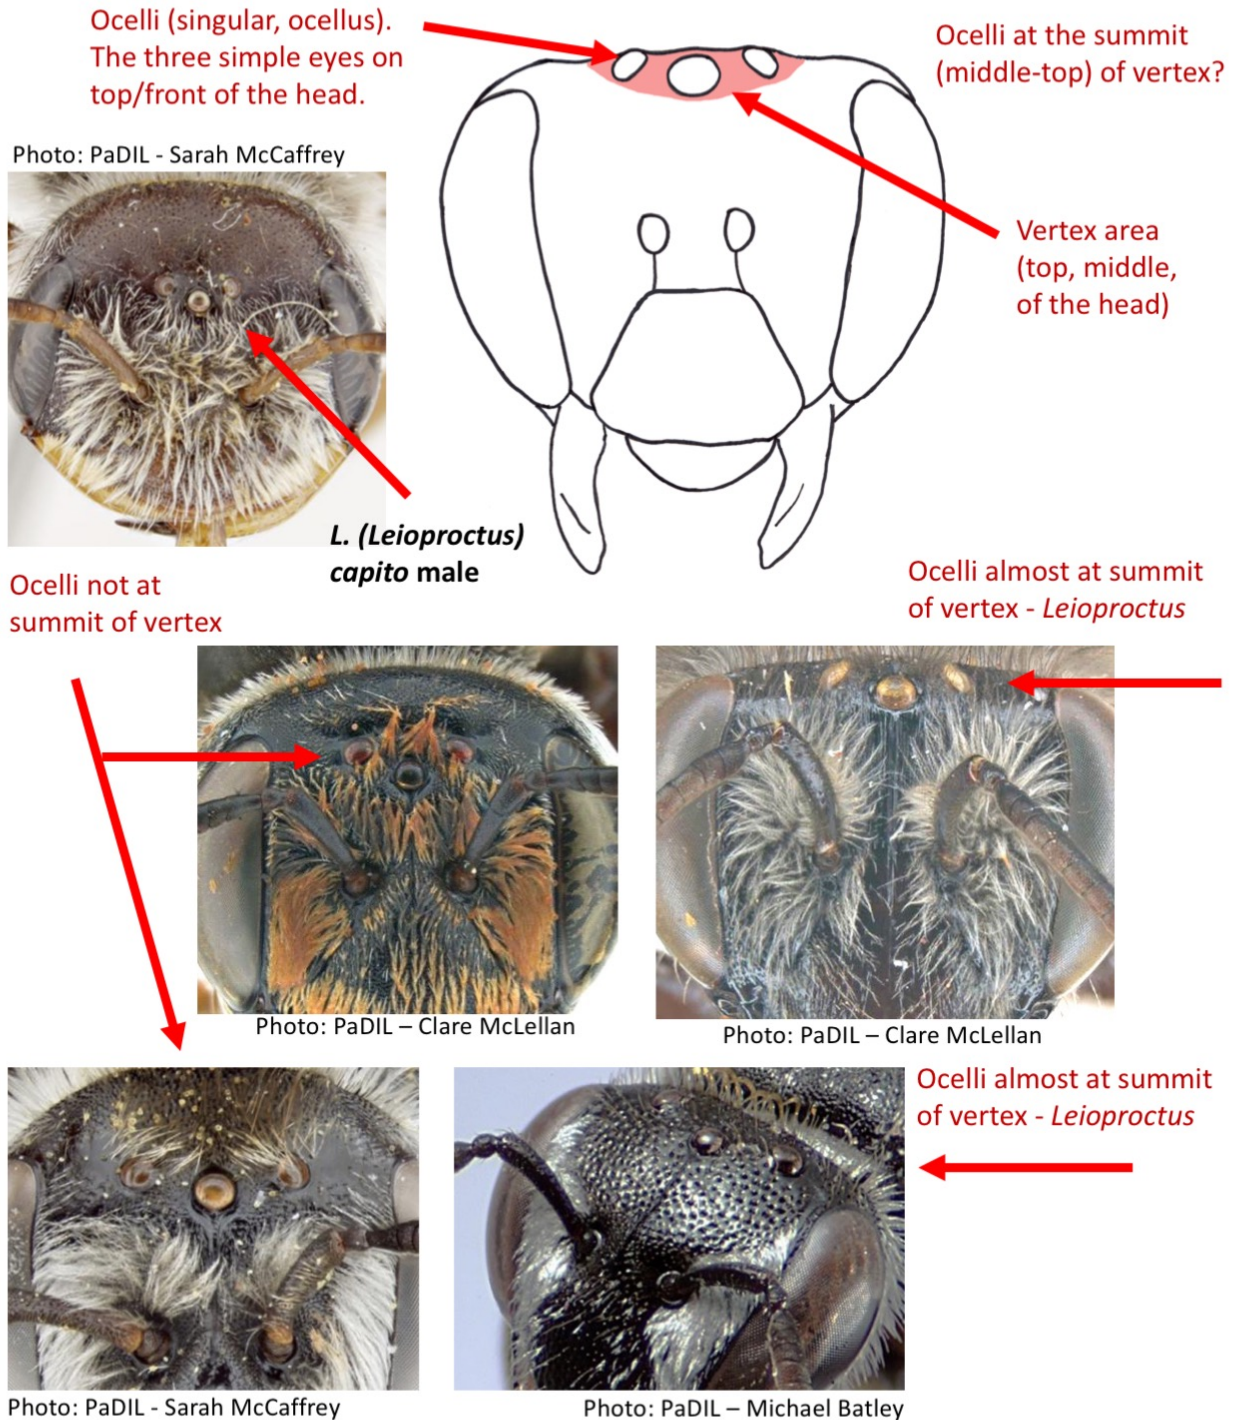 Ocelli (singular, ocellus).
The three simple eyes on
top/front of the head.
Ocelli at the summit
(middle-top) of vertex?
Photo: PaDIL - Sarah McCaffrey
Vertex area
(top, middle,
of the head)
L. (Leioproctus)
capito male
Ocelli not at
summit of vertex
Ocelli almost at summit
of vertex - Leioproctus
Photo: PaDIL – Clare McLellan
Photo: PaDIL – Clare McLellan
Ocelli almost at summit
of vertex - Leioproctus
Photo: PaDIL - Sarah McCaffrey
Photo: PaDIL – Michael Batley